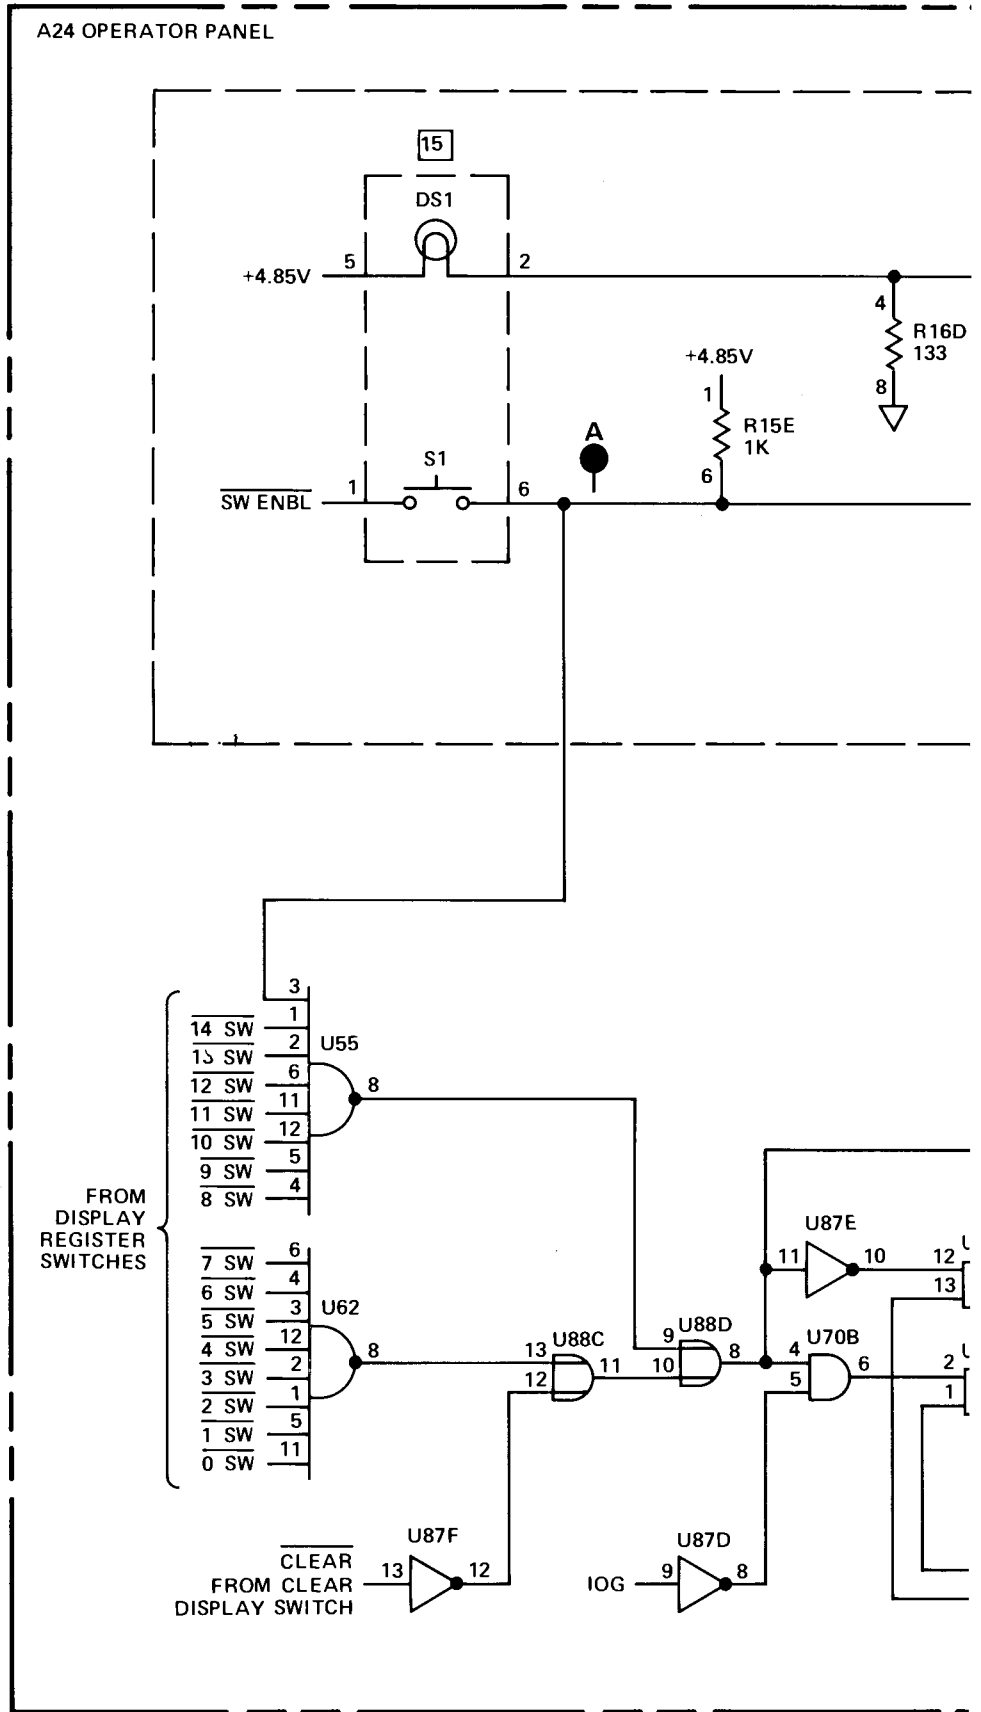 A24 OPERATOR PANEL
15
DS1
+4.85V
5
2
4
R16D
133
8
+4.85V
1
R15E
1K
6
A
S1
SW ENBL
1
6
3
1
14 SW
2
U55
6
12 SW
8
11
11 SW
12
10 SW
5
9 SW
4
8 SW
FROM
DISPLAY
REGISTER
SWITCHES
6
7 SW
4
6 SW
3
U62
5 SW
12
4 SW
8
2
3 SW
1
2 SW
5
1 SW
11
0 SW
13
U88C
12
11
9
U88D
10
8
U87E
11
10
12
13
U70B
4
5
6
2
1
CLEAR
FROM CLEAR
DISPLAY SWITCH
13
U87F
12
IOG
9
U87D
8